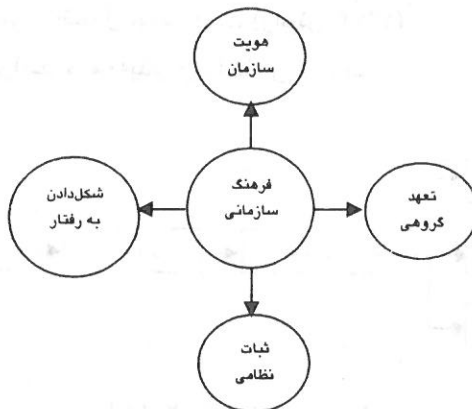 هویت
سازمان
فرهنگ
سازمانی
تعهد
گروهی
شکل‌دادن
به رفتار
ثبات
نظامی